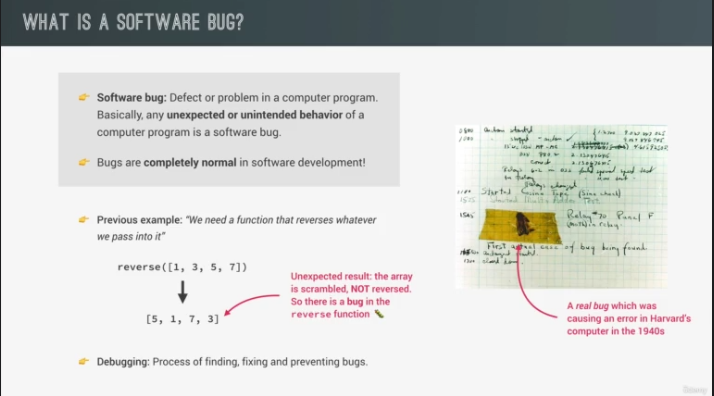 WHAT IS A SOFTWARE BUG?
Software bug: Defect or problem in a computer program.
Basically, any unexpected or unintended behavior of a
computer program is a software bug.
Bugs are completely normal in software development!
Previous example: “We need a function that reverses whatever
we pass into it”
reverse([1, 3, 5, 7])
[5, 1, 7, 3]
Unexpected result: the array
is scrambled, NOT reversed.
So there is a bug in the
reverse function
Debugging: Process of finding, fixing and preventing bugs.
Relay
Panel F
(moth) in relay.
First actual case of bug being found.
A real bug which was
causing an error in Harvard's
computer in the 1940s
Udemy